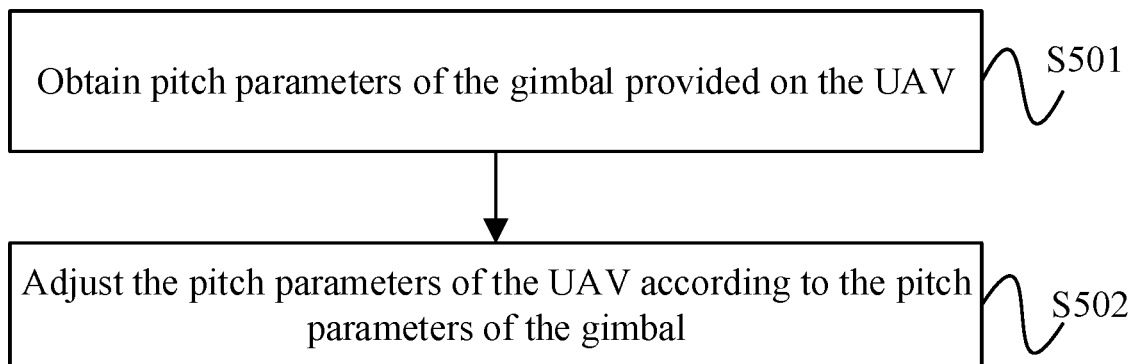 Obtain pitch parameters of the gimbal provided on the UAV
S501
Adjust the pitch parameters of the UAV according to the pitch
parameters of the gimbal
S502